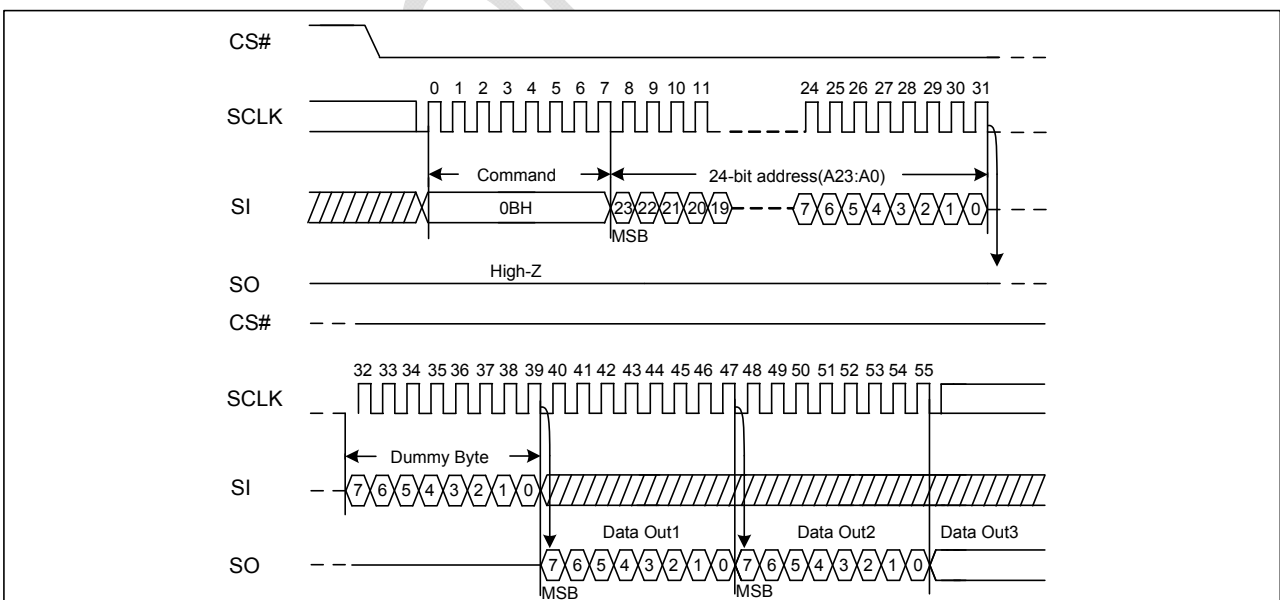 CS#
0 1 2 3 4 5 6 7 8 9 10 11 24 25 26 27 28 29 30 31
SCLK
Command 24-bit address(A23:A0)
SI 0BH 23 22 21 20 19 7 6 5 4 3 2 1 0
MSB
High-Z
SO
CS#
32 33 34 35 36 37 38 39 40 41 42 43 44 45 46 47 48 49 50 51 52 53 54 55
SCLK
Dummy Byte
SI 7 6 5 4 3 2 1 0
Data Out1 Data Out2 Data Out3
SO 7 6 5 4 3 2 1 0 7 6 5 4 3 2 1 0
MSB MSB